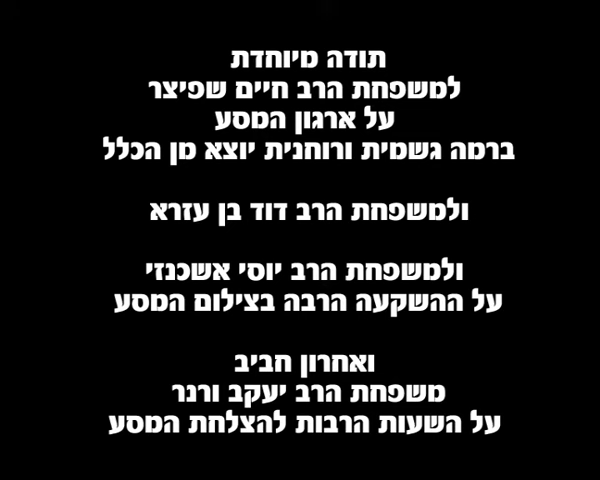 תודה מיוחדת
למשפחת הרב חיים שפיצר
על ארגון המסע
ברמה גשמית ורוחנית יוצא מן הכלל
ולמשפחת הרב דוד בן עזרא
ולמשפחת הרב יוסי אשכנזי
על ההשקעה הרבה בצילום המסע
ואחרון חביב
משפחת הרב יעקב ורנר
על השעות הרבות להצלחת המסע